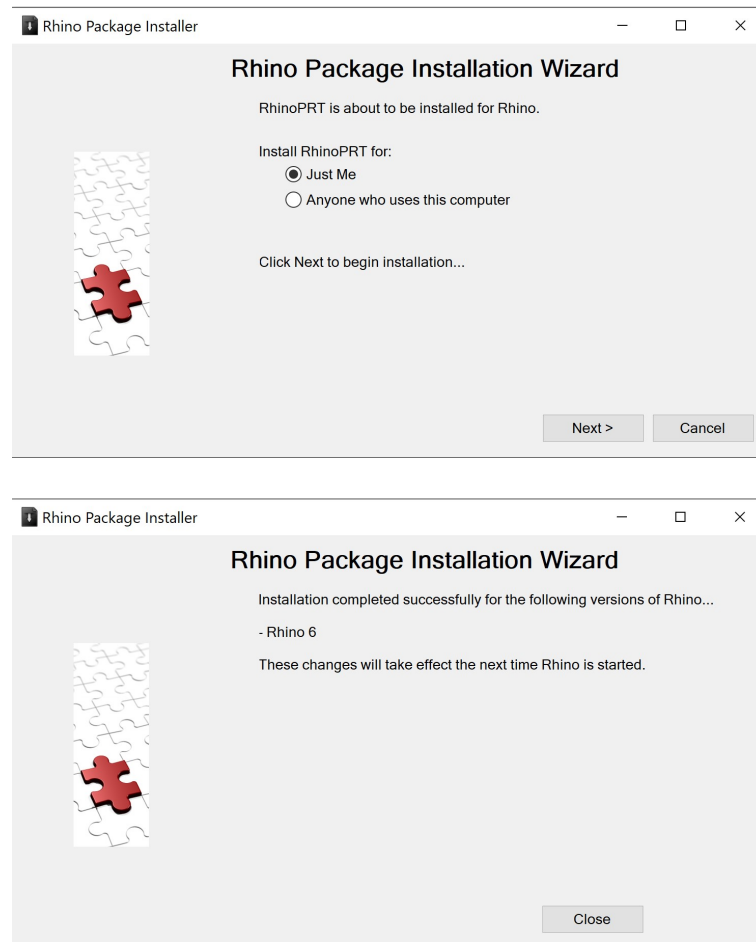 Rhino Package Installer
Rhino Package Installation Wizard
RhinoPRT is about to be installed for Rhino.
Install RhinoPRT for:
Just Me
Anyone who uses this computer
Click Next to begin installation...
Next >
Cancel
Rhino Package Installer
Rhino Package Installation Wizard
Installation completed successfully for the following versions of Rhino...
- Rhino 6
These changes will take effect the next time Rhino is started.
Close